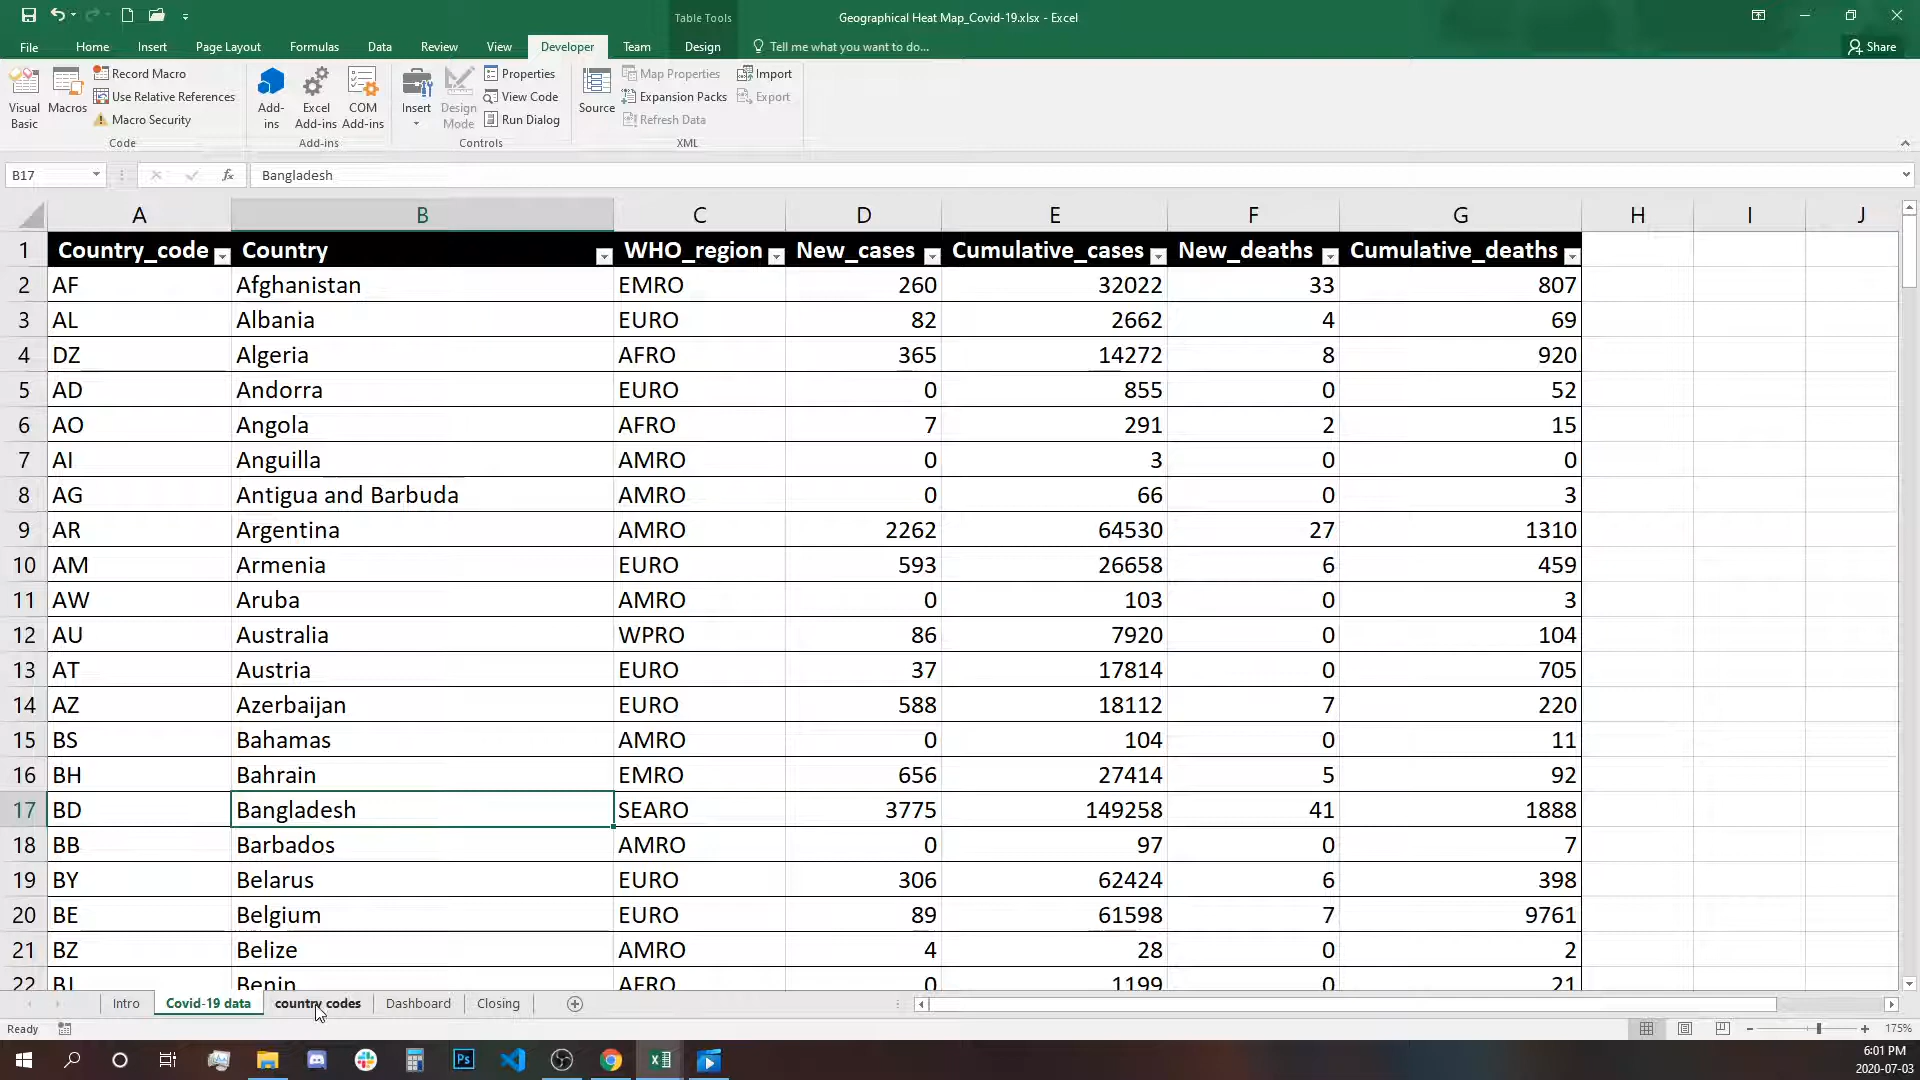 Table Tools
Geographical Heat Map_Covid-19.xlsx - Excel
File Home Insert Page Layout Formulas Data Review View Developer Team Design Tell me what you want to do... Share
Visual Basic
Macros
Record Macro
Use Relative References
Macro Security
Code
Add-ins
Excel Add-ins
COM Add-ins
Add-ins
Insert
Design Mode
Properties
View Code
Run Dialog
Controls
Source
Map Properties
Expansion Packs
Refresh Data
Import
Export
XML
B17 fx Bangladesh
A B C D E F G H I J
1 Country_code Country WHO_region New_cases Cumulative_cases New_deaths Cumulative_deaths
2 AF Afghanistan EMRO 260 32022 33 807
3 AL Albania EURO 82 2662 4 69
4 DZ Algeria AFRO 365 14272 8 920
5 AD Andorra EURO 0 855 0 52
6 AO Angola AFRO 7 291 2 15
7 AI Anguilla AMRO 0 3 0 0
8 AG Antigua and Barbuda AMRO 0 66 0 3
9 AR Argentina AMRO 2262 64530 27 1310
10 AM Armenia EURO 593 26658 6 459
11 AW Aruba AMRO 0 103 0 3
12 AU Australia WPRO 86 7920 0 104
13 AT Austria EURO 37 17814 0 705
14 AZ Azerbaijan EURO 588 18112 7 220
15 BS Bahamas AMRO 0 104 0 11
16 BH Bahrain EMRO 656 27414 5 92
17 BD Bangladesh SEARO 3775 149258 41 1888
18 BB Barbados AMRO 0 97 0 7
19 BY Belarus EURO 306 62424 6 398
20 BE Belgium EURO 89 61598 7 9761
21 BZ Belize AMRO 4 28 0 2
22 BJ Benin AFRO 0 1199 0 21
Intro Covid-19 data country codes Dashboard Closing
Ready 175%
Ps
6:01 PM
2020-07-03